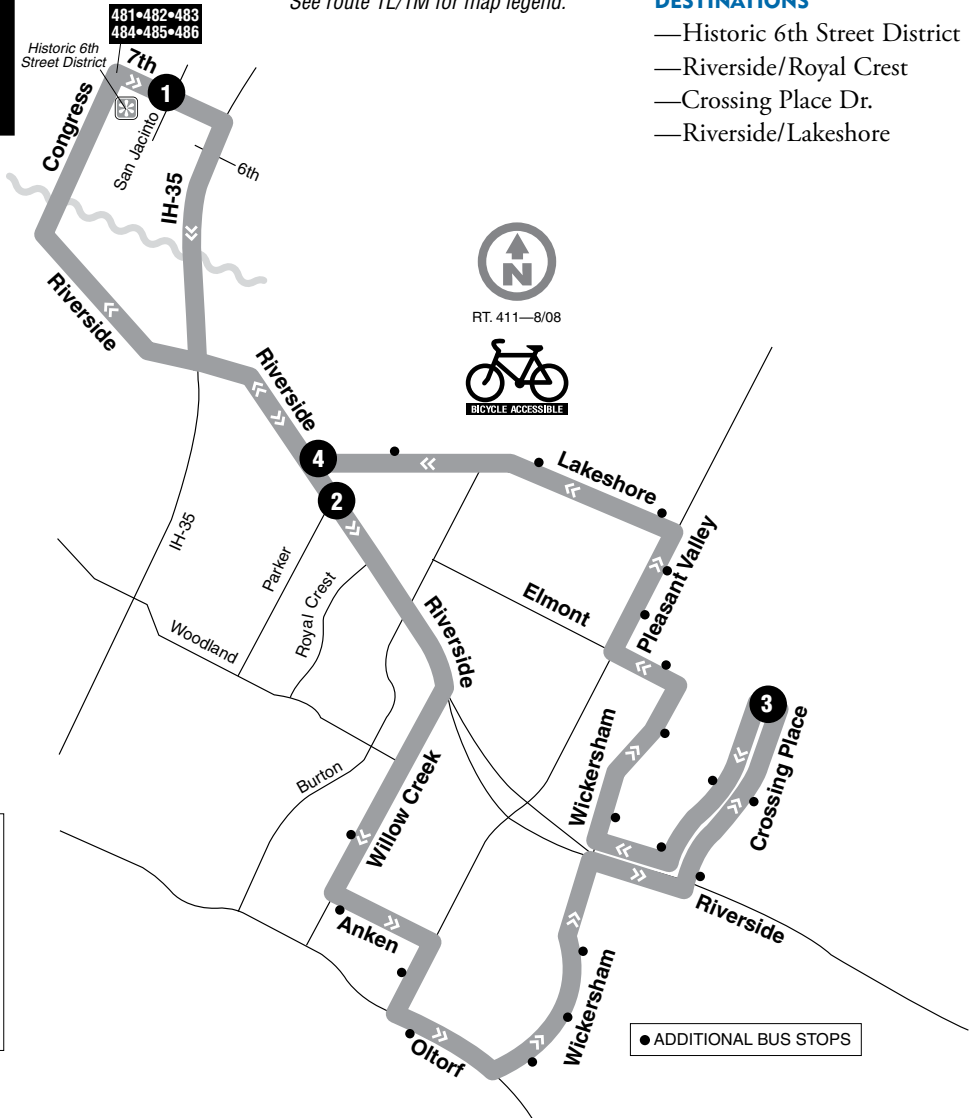 See route 1L/1M for map legend.
DESTINATIONS
—Historic 6th Street District
—Riverside/Royal Crest
—Crossing Place Dr.
—Riverside/Lakeshore
481•482•483
484•485•486
Historic 6th
Street District
7th
1
Congress
San Jacinto
6th
IH-35
Riverside
N
RT. 411—8/08
BICYCLE ACCESSIBLE
Riverside
4
2
Lakeshore
Pleasant Valley
IH-35
Parker
Royal Crest
Elmont
Woodland
Riverside
3
Crossing Place
Wickersham
Burton
Willow Creek
Riverside
Anken
Wickersham
Oltorf
ADDITIONAL BUS STOPS